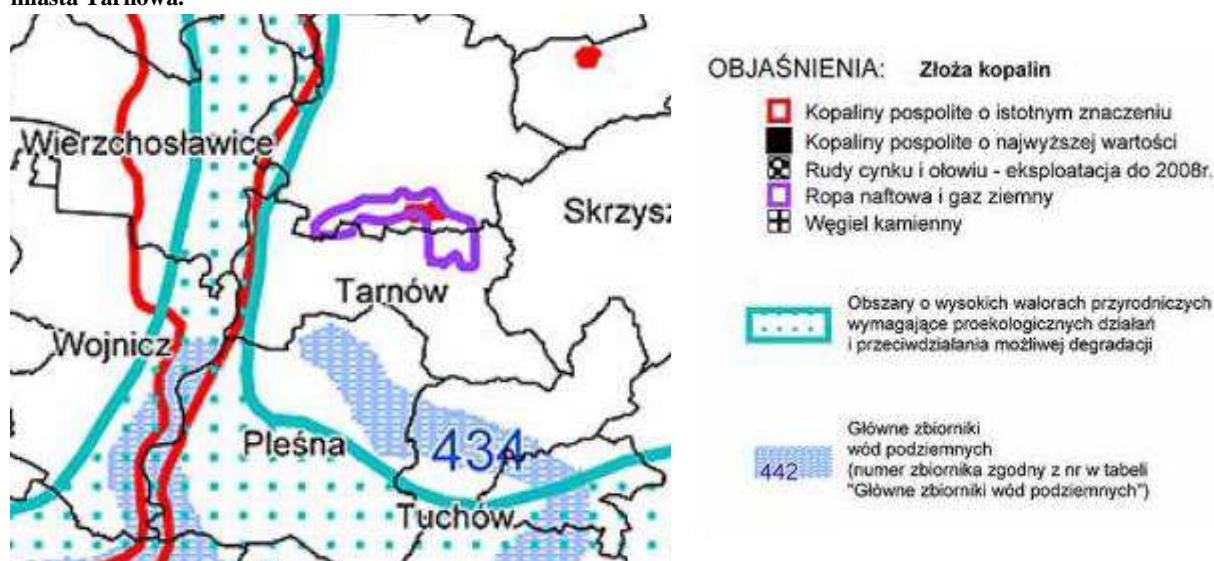 miasta Tarnowa.
Wierzchosławice
Skrzysz
Tarnów
Wojnicz
Pleśna
434
Tuchów
OBJAŚNIENIA: Złoża kopalin
Kopaliny pospolite o istotnym znaczeniu
Kopaliny pospolite o najwyższej wartości
Rudy cynku i ołowiu - eksploatacja do 2008r.
Ropa naftowa i gaz ziemny
Węgiel kamienny
Obszary o wysokich walorach przyrodniczych
wymagające proekologicznych działań
i przeciwdziałania możliwej degradacji
Główne zbiorniki
wód podziemnych
442
(numer zbiornika zgodny z nr w tabeli
"Główne zbiorniki wód podziemnych")